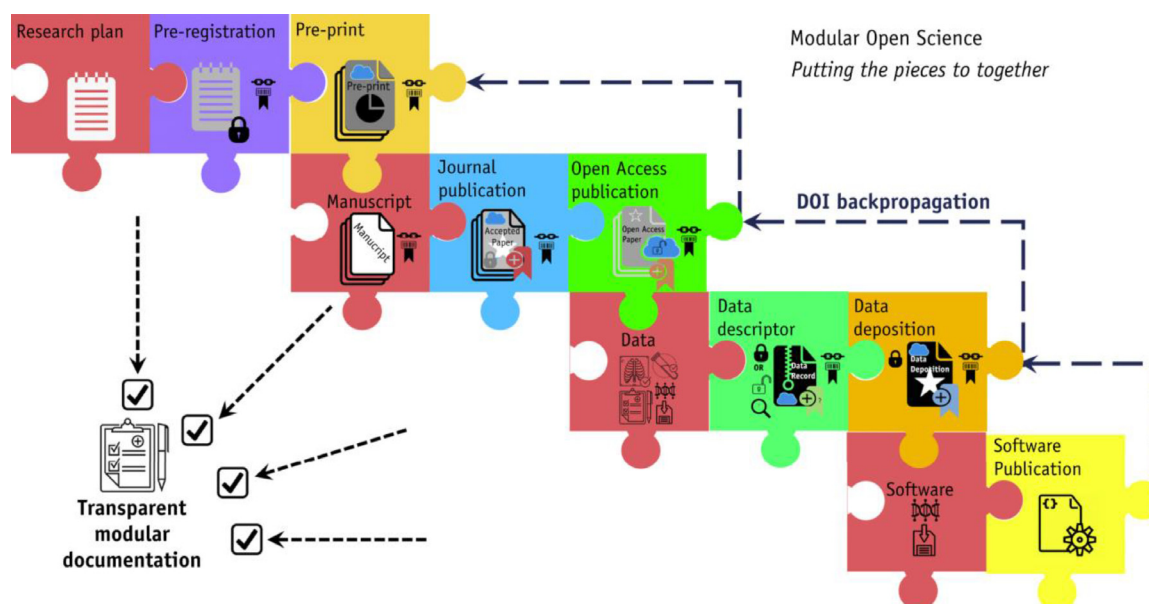 Research plan
Pre-registration
Pre-print
Modular Open Science
Putting the pieces to together
Pre-print
DOI backpropagation
Manuscript
Manuscript
Journal
publication
Accepted
Paper
Open Access
publication
Open Access
Paper
Data
Data
descriptor
OR
Data
Record
Data
deposition
Data
Depostion
Software
Software
Publication
{}
Transparent
modular
documentation